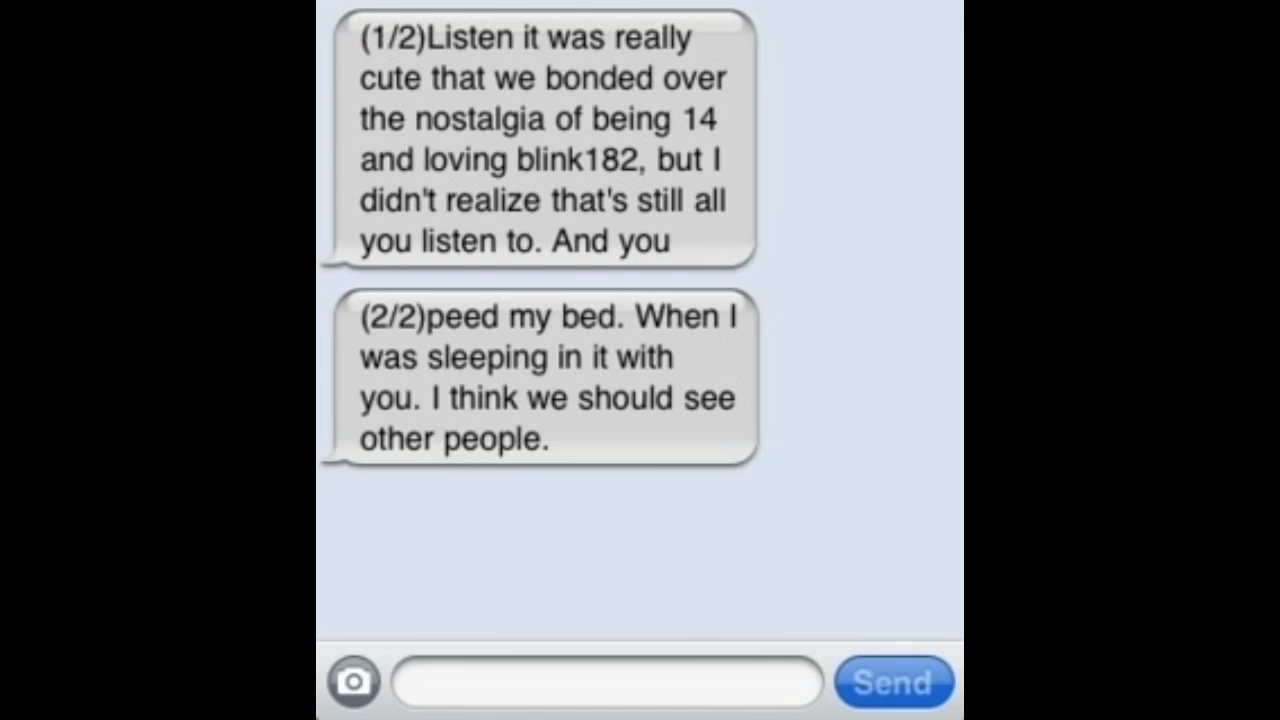 (1/2)Listen it was really
cute that we bonded over
the nostalgia of being 14
and loving blink182, but I
didn't realize that's still all
you listen to. And you
(2/2)peed my bed. When I
was sleeping in it with
you. I think we should see
other people.
Send